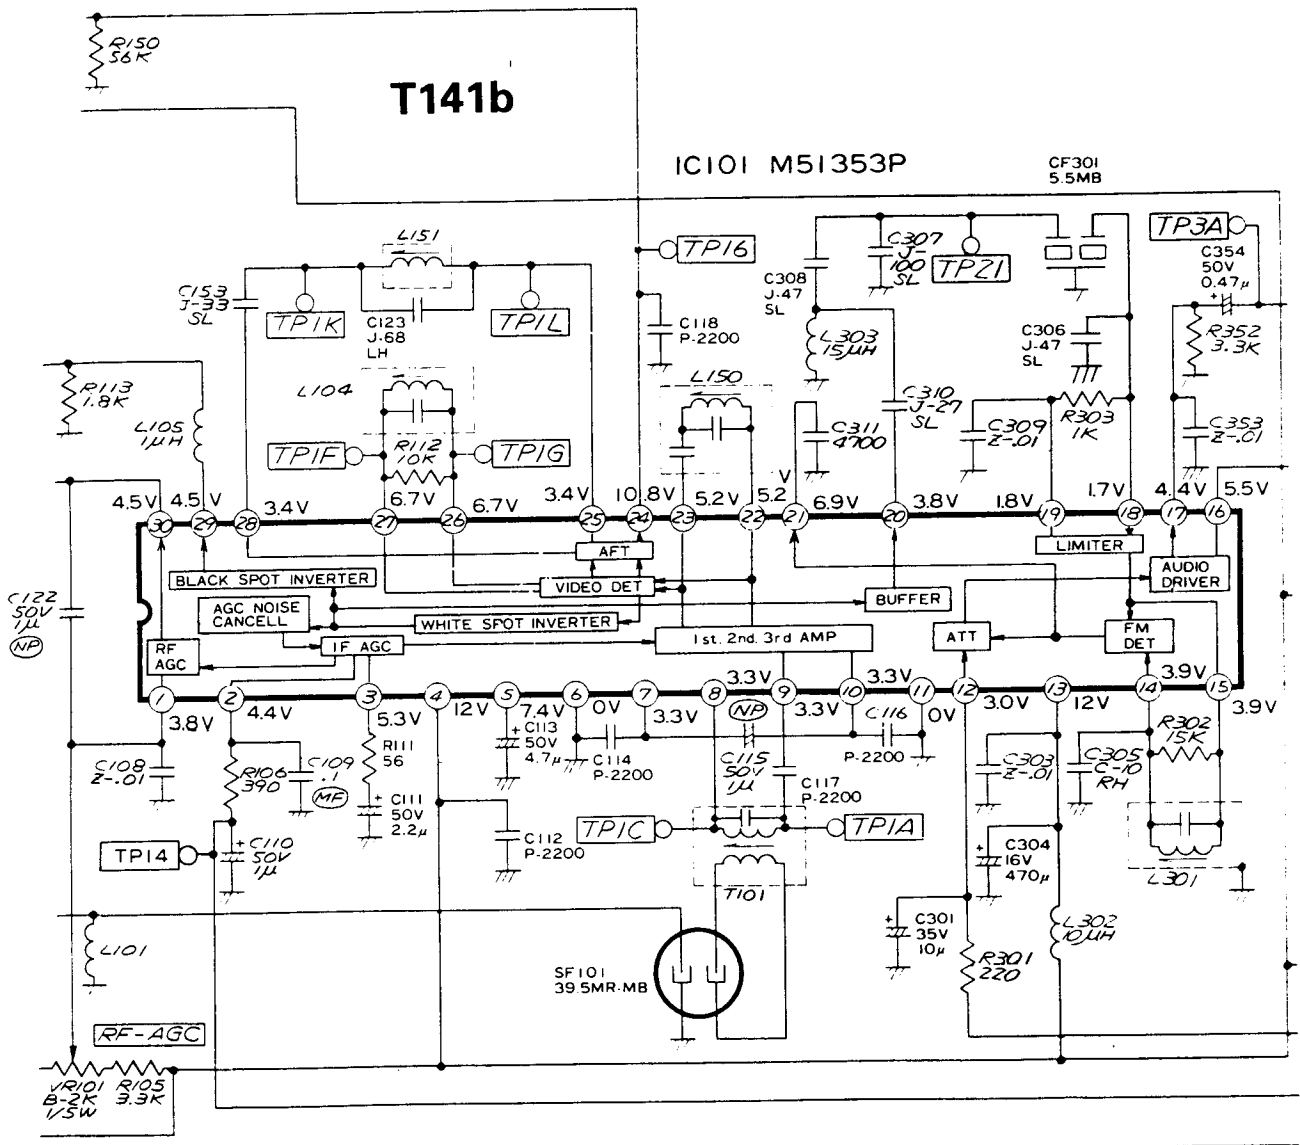 R150
56K
T141b
IC101 M51353P
CF301
5.5MB
L151
C153
J-33
SL
TP1K
C123
J-68
LH
TP1L
TP16
C118
P-2200
C308
J-47
SL
C307
J-
100
SL
TP21
L303
15μH
C306
J-47
SL
TP3A
C354
50V
0.47μ
+
R352
3.3K
R113
1.8K
L105
1μH
L104
R112
10K
TP1F
TP1G
L150
C311
4700
C310
J-27
SL
C309
Z-.01
R303
1K
C353
Z-.01
4.5V
4.5V
3.4V
6.7V
6.7V
3.4V
10.8V
5.2V
5.2
V
6.9V
3.8V
1.8V
1.7V
4.4V
5.5V
30
29
28
27
26
25
24
23
22
21
20
19
18
17
16
AFT
LIMITER
BLACK SPOT INVERTER
VIDEO DET
AUDIO
DRIVER
AGC NOISE
CANCELL
WHITE SPOT INVERTER
BUFFER
RF
AGC
IF AGC
1st. 2nd. 3rd AMP
ATT
FM
DET
C122
50V
1μ
NP
1
2
3
4
5
6
7
8
9
10
11
12
13
14
15
3.8V
4.4V
5.3V
12V
7.4V
0V
3.3V
3.3V
3.3V
3.3V
0V
3.0V
12V
3.9V
3.9V
C108
Z-.01
R106
390
C109
.1
MF
R111
56
C111
50V
2.2μ
+
C113
50V
4.7μ
+
C114
P-2200
NP
C115
50V
1μ
C116
P-2200
C117
P-2200
C303
Z-.01
C305
C-10
RH
R302
15K
TP14
C110
50V
1μ
+
C112
P-2200
TP1C
TP1A
T101
C304
16V
470μ
+
L301
L101
SF101
39.5MR-MB
C301
35V
10μ
+
R301
220
L302
10μH
RF-AGC
VR101
B-2K
1/5W
R105
3.3K